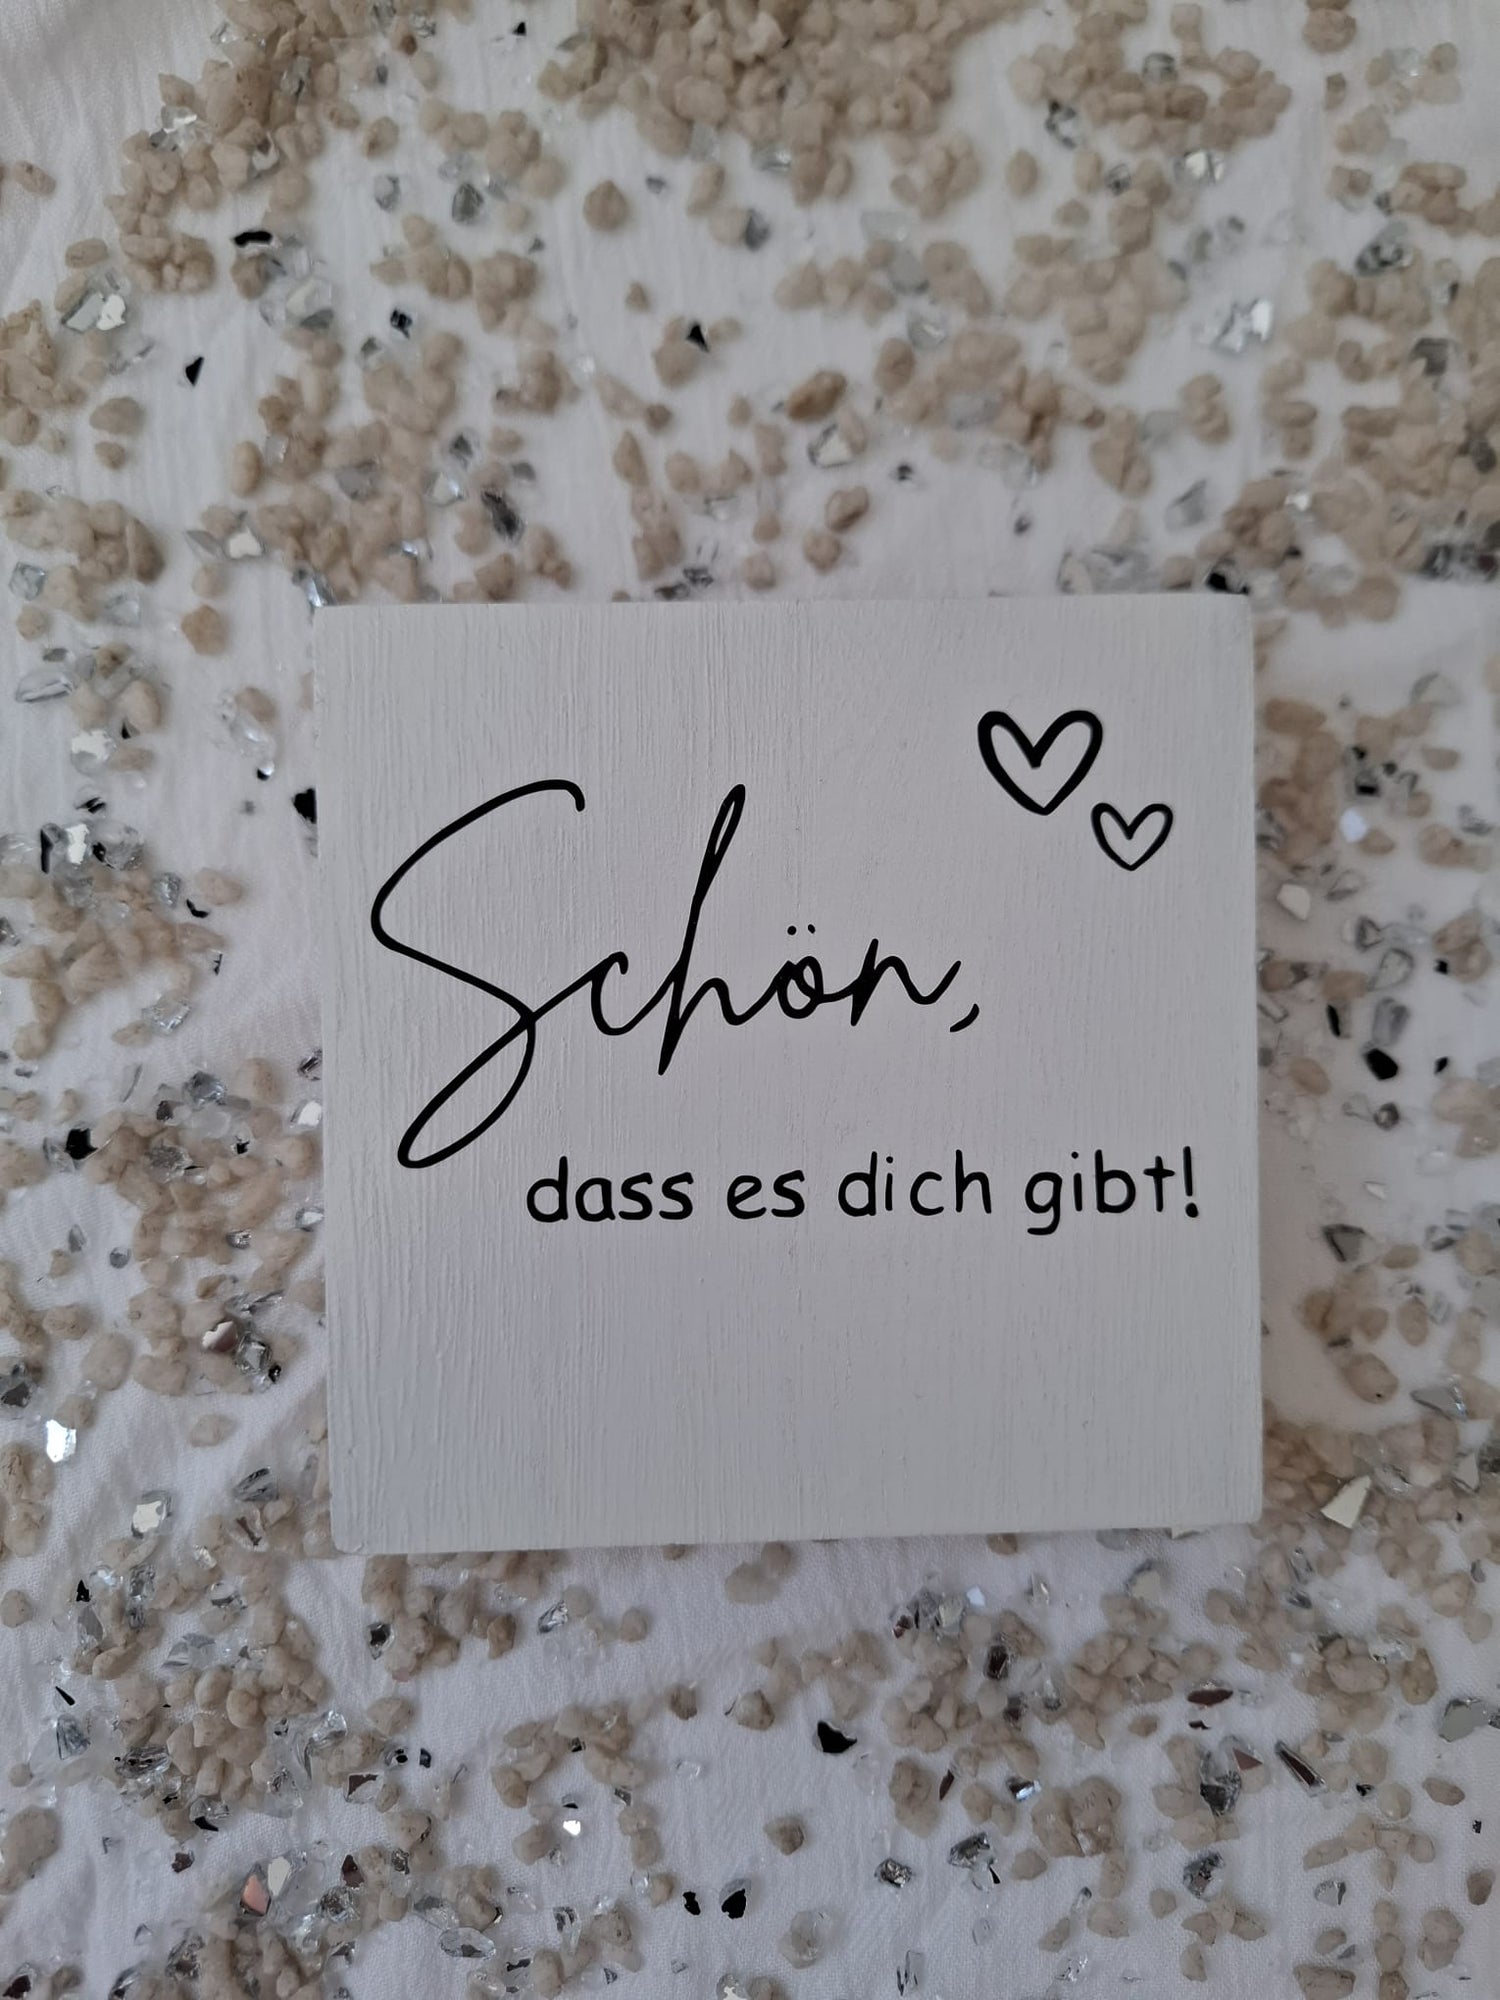 Schön,
dass es dich gibt!